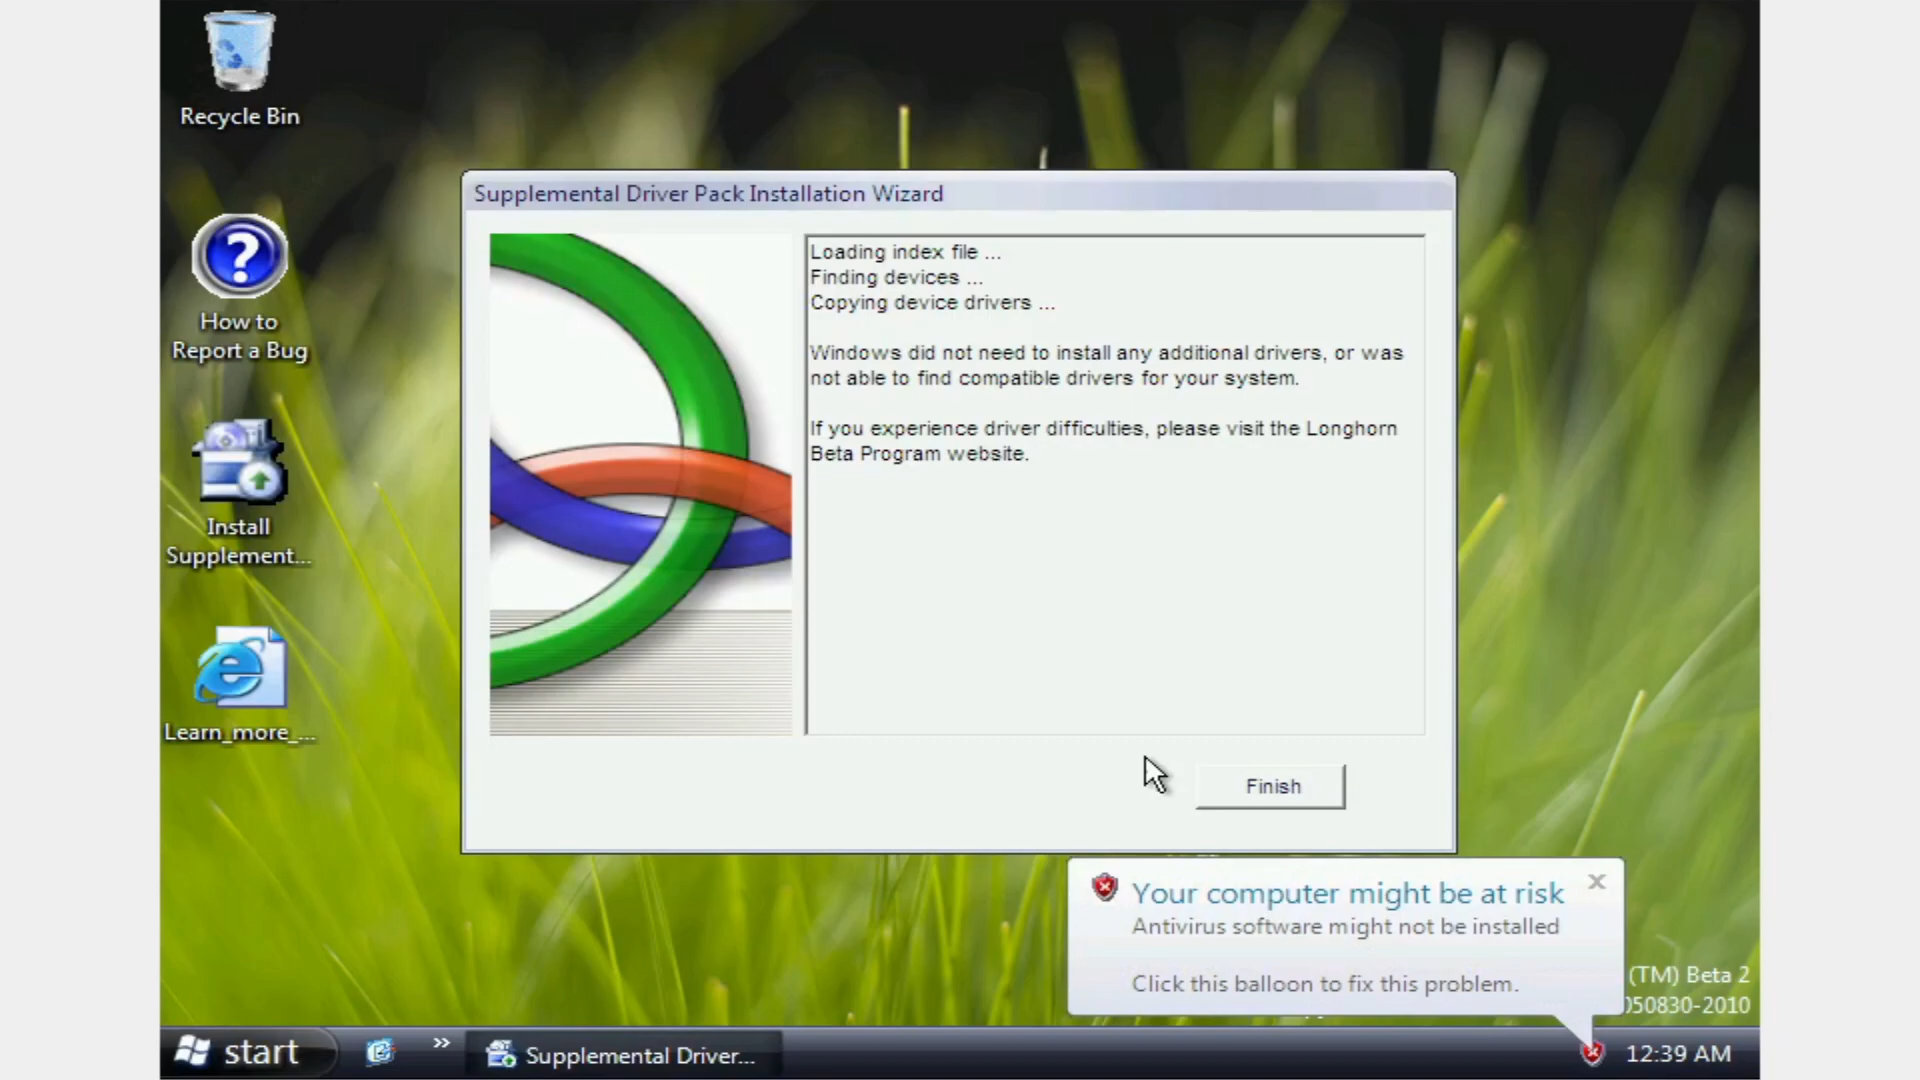 Recycle Bin
How to
Report a Bug
Install
Supplement...
Learn_more_...
Supplemental Driver Pack Installation Wizard
Loading index file ...
Finding devices ...
Copying device drivers ...
Windows did not need to install any additional drivers, or was
not able to find compatible drivers for your system.
If you experience driver difficulties, please visit the Longhorn
Beta Program website.
Finish
Your computer might be at risk
Antivirus software might not be installed
Click this balloon to fix this problem.
(TM) Beta 2
050830-2010
start
»
Supplemental Driver...
12:39 AM